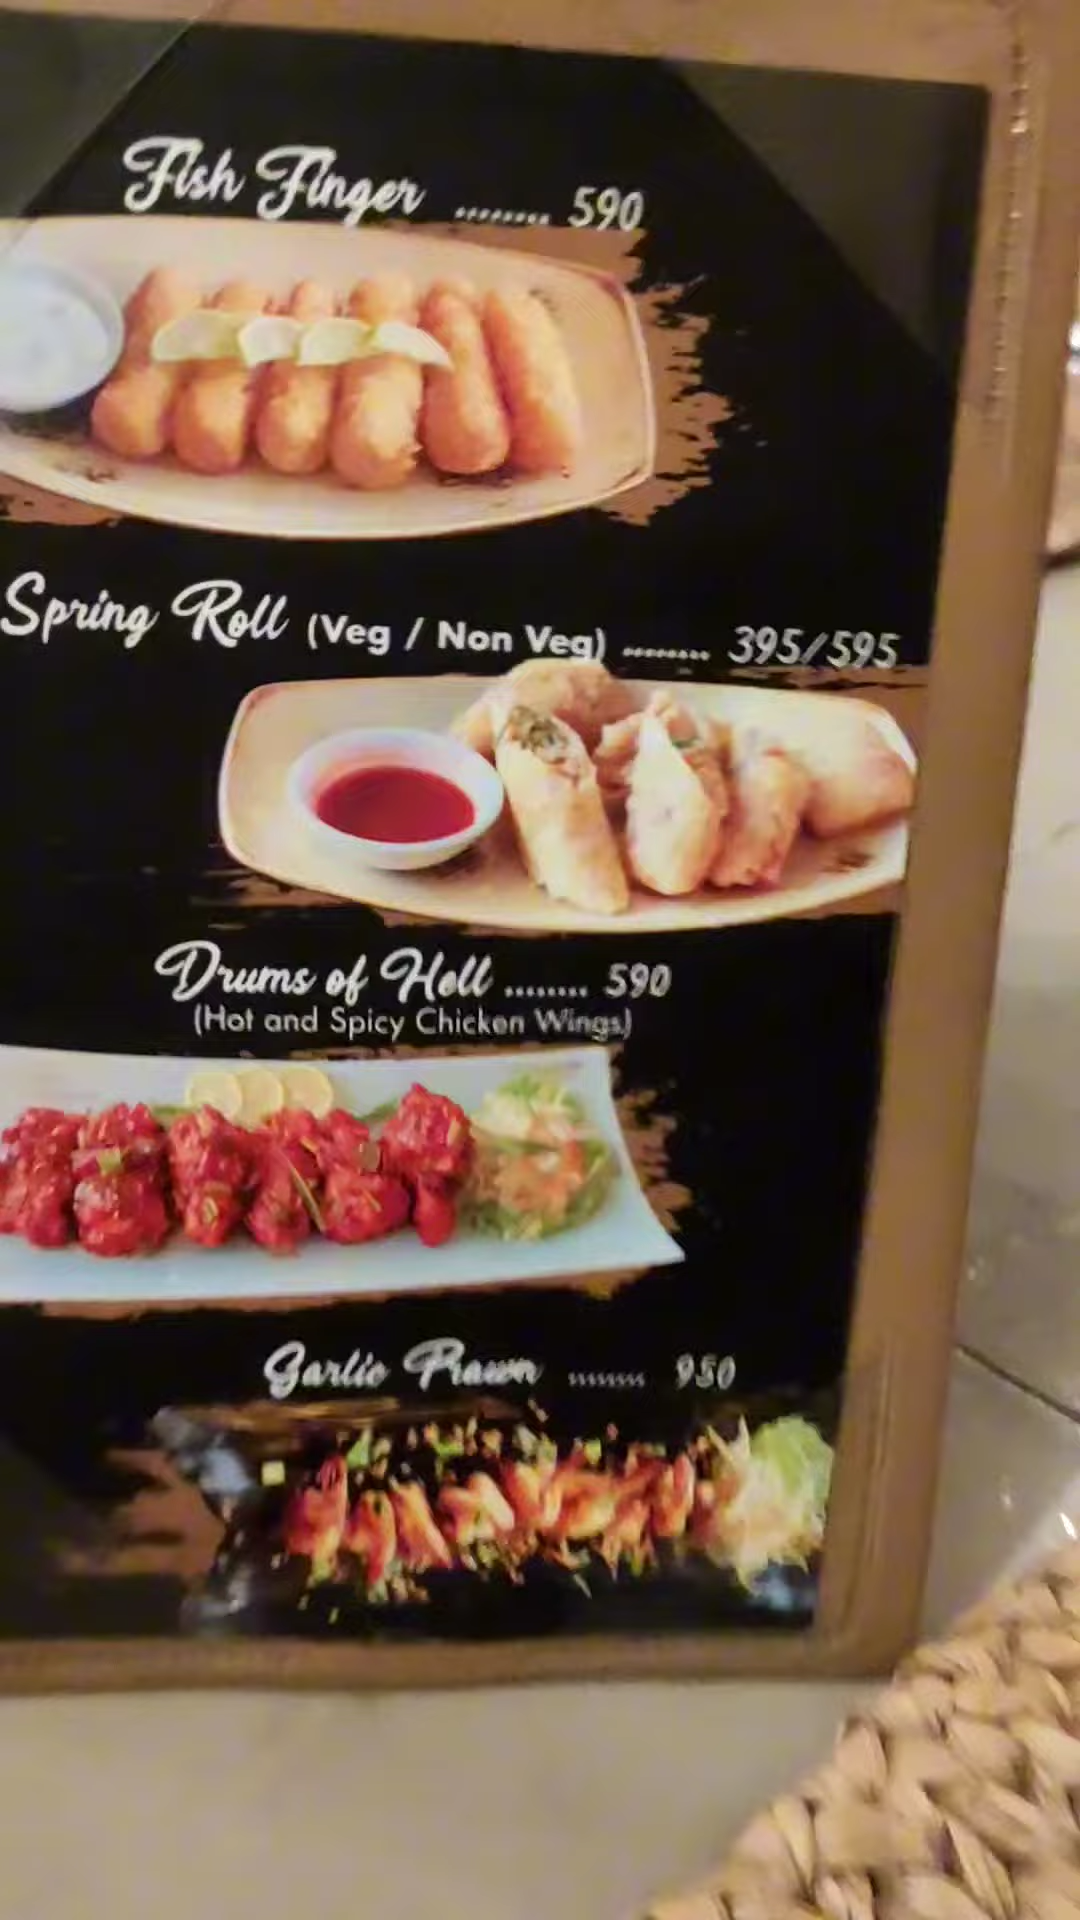 Fish Finger ........ 590
Spring Roll (Veg / Non Veg) ........ 395/595
Drums of Hell ........ 590
(Hot and Spicy Chicken Wings)
Garlic Prawn ........ 950